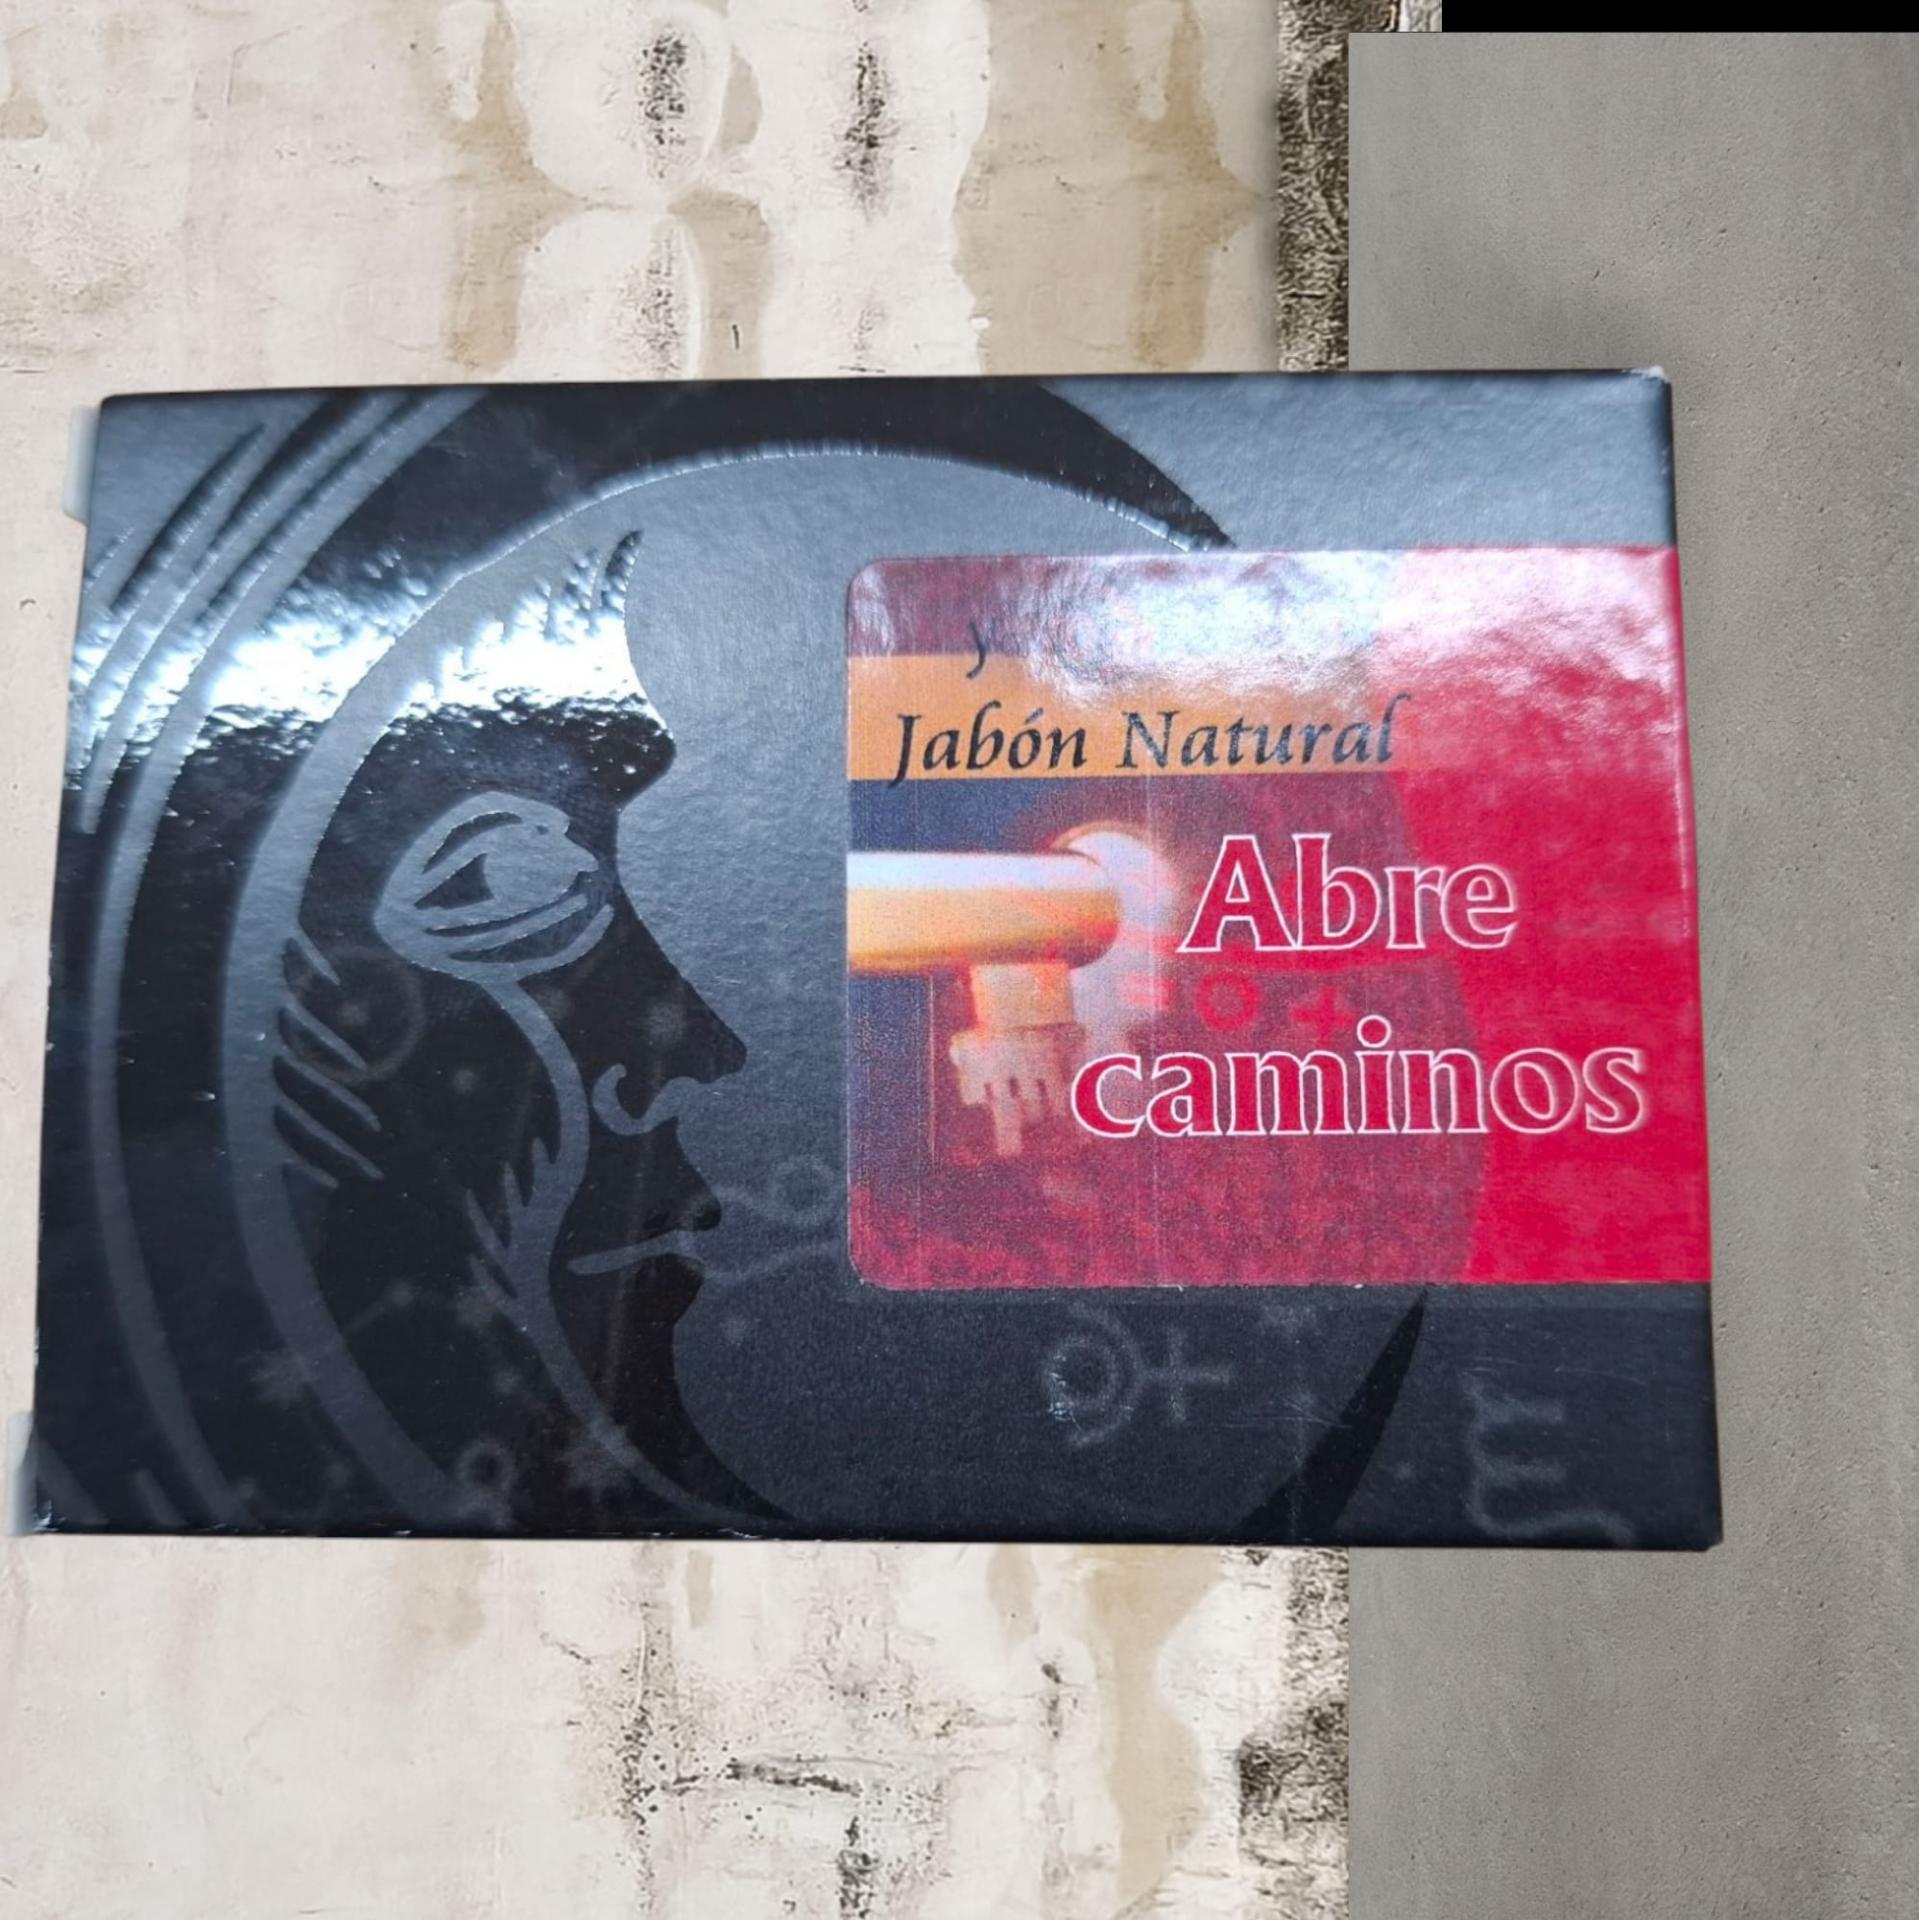 y
Jabón Natural
Abre
caminos